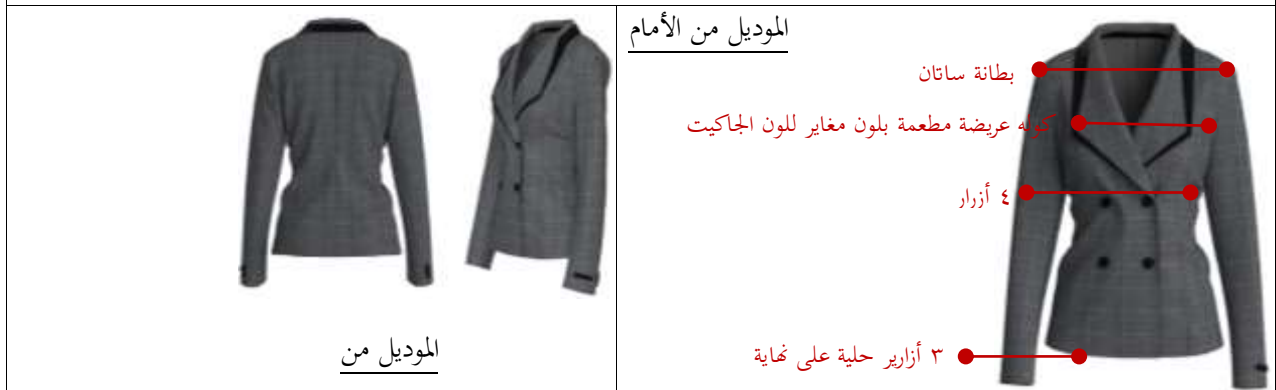 الموديل من الأمام
بطانة ساتان
كوله عريضة مطعمة بلون مغاير للون الجاكيت
٤ أزرار
٣ أزارير حلية على نهاية
الموديل من